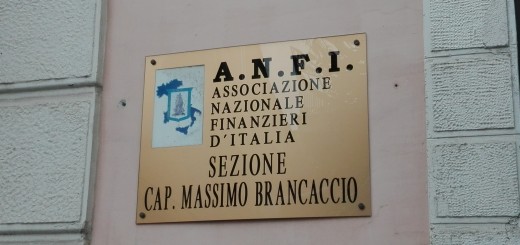 A.N.F.I.
ASSOCIAZIONE
NAZIONALE
FINANZIERI
D'ITALIA
SEZIONE
CAP. MASSIMO BRANCACCIO